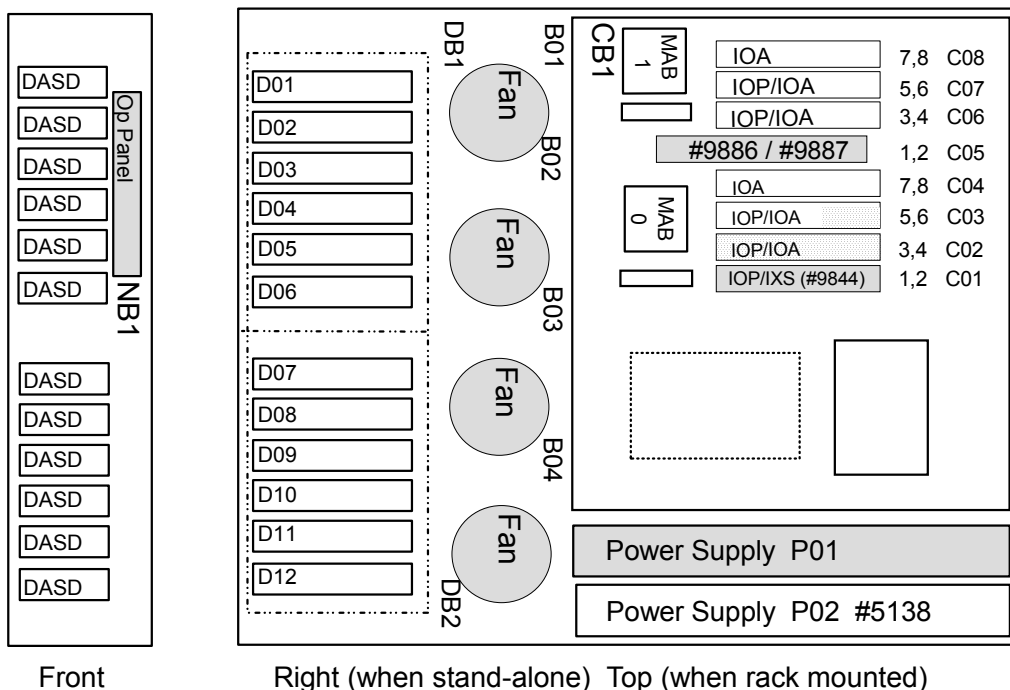 DASD
DASD
DASD
DASD
DASD
DASD
Op Panel
NB1
DASD
DASD
DASD
DASD
DASD
DASD
Front
D01
D02
D03
D04
D05
D06
D07
D08
D09
D10
D11
D12
DB1
DB2
Fan
Fan
Fan
Fan
B01
B02
B03
B04
CB1
MAB 1
MAB 0
IOA 7,8 C08
IOP/IOA 5,6 C07
IOP/IOA 3,4 C06
#9886 / #9887 1,2 C05
IOA 7,8 C04
IOP/IOA 5,6 C03
IOP/IOA 3,4 C02
IOP/IXS (#9844) 1,2 C01
Power Supply P01
Power Supply P02 #5138
Right (when stand-alone) Top (when rack mounted)